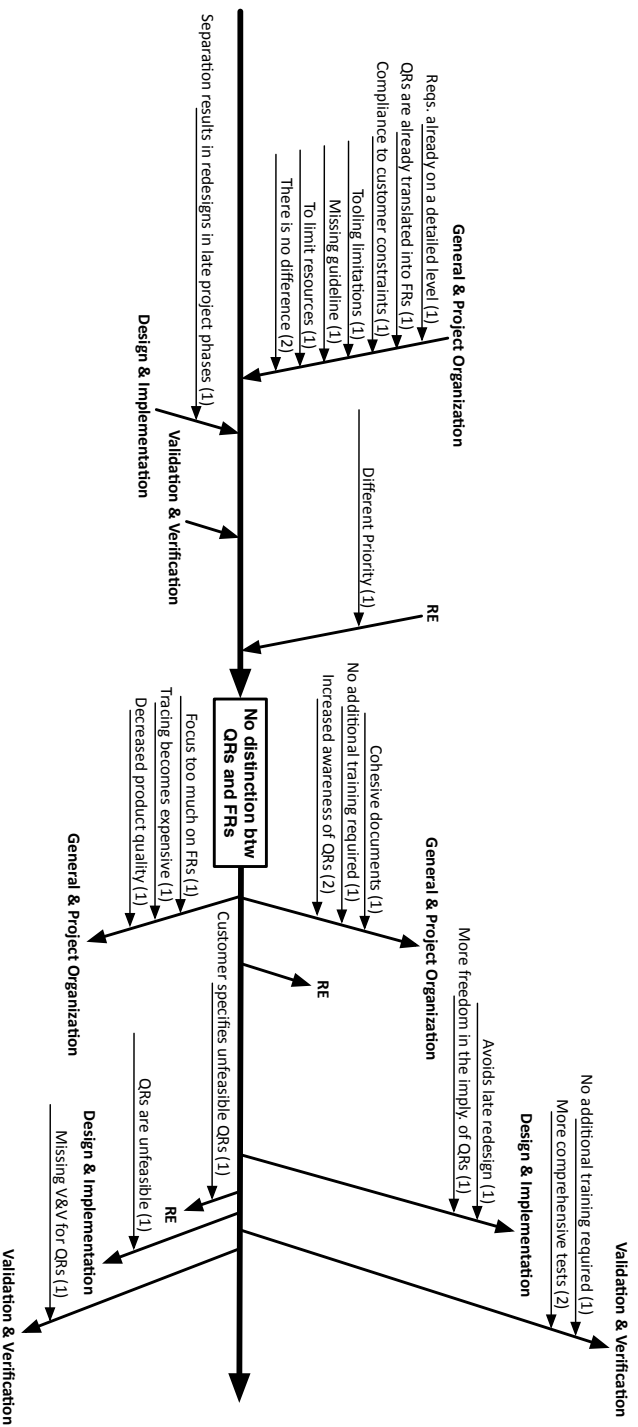 General & Project Organization
Reqs. already on a detailed level (1)
QRs are already translated into FRs (1)
Compliance to customer constraints (1)
Tooling limitations (1)
Missing guideline (1)
To limit resources (1)
There is no difference (2)
RE
Different Priority (1)
Separation results in redesigns in late project phases (1)
Design & Implementation
Validation & Verification
No distinction btw
QRs and FRs
General & Project Organization
Cohesive documents (1)
No additional training required (1)
Increased awareness of QRs (2)
RE
Design & Implementation
Avoids late redesign (1)
More freedom in the imply. of QRs (1)
Validation & Verification
No additional training required (1)
More comprehensive tests (2)
Focus too much on FRs (1)
Tracing becomes expensive (1)
Decreased product quality (1)
General & Project Organization
Customer specifies unfeasible QRs (1)
RE
QRs are unfeasible (1)
Design & Implementation
Missing V&V for QRs (1)
Validation & Verification